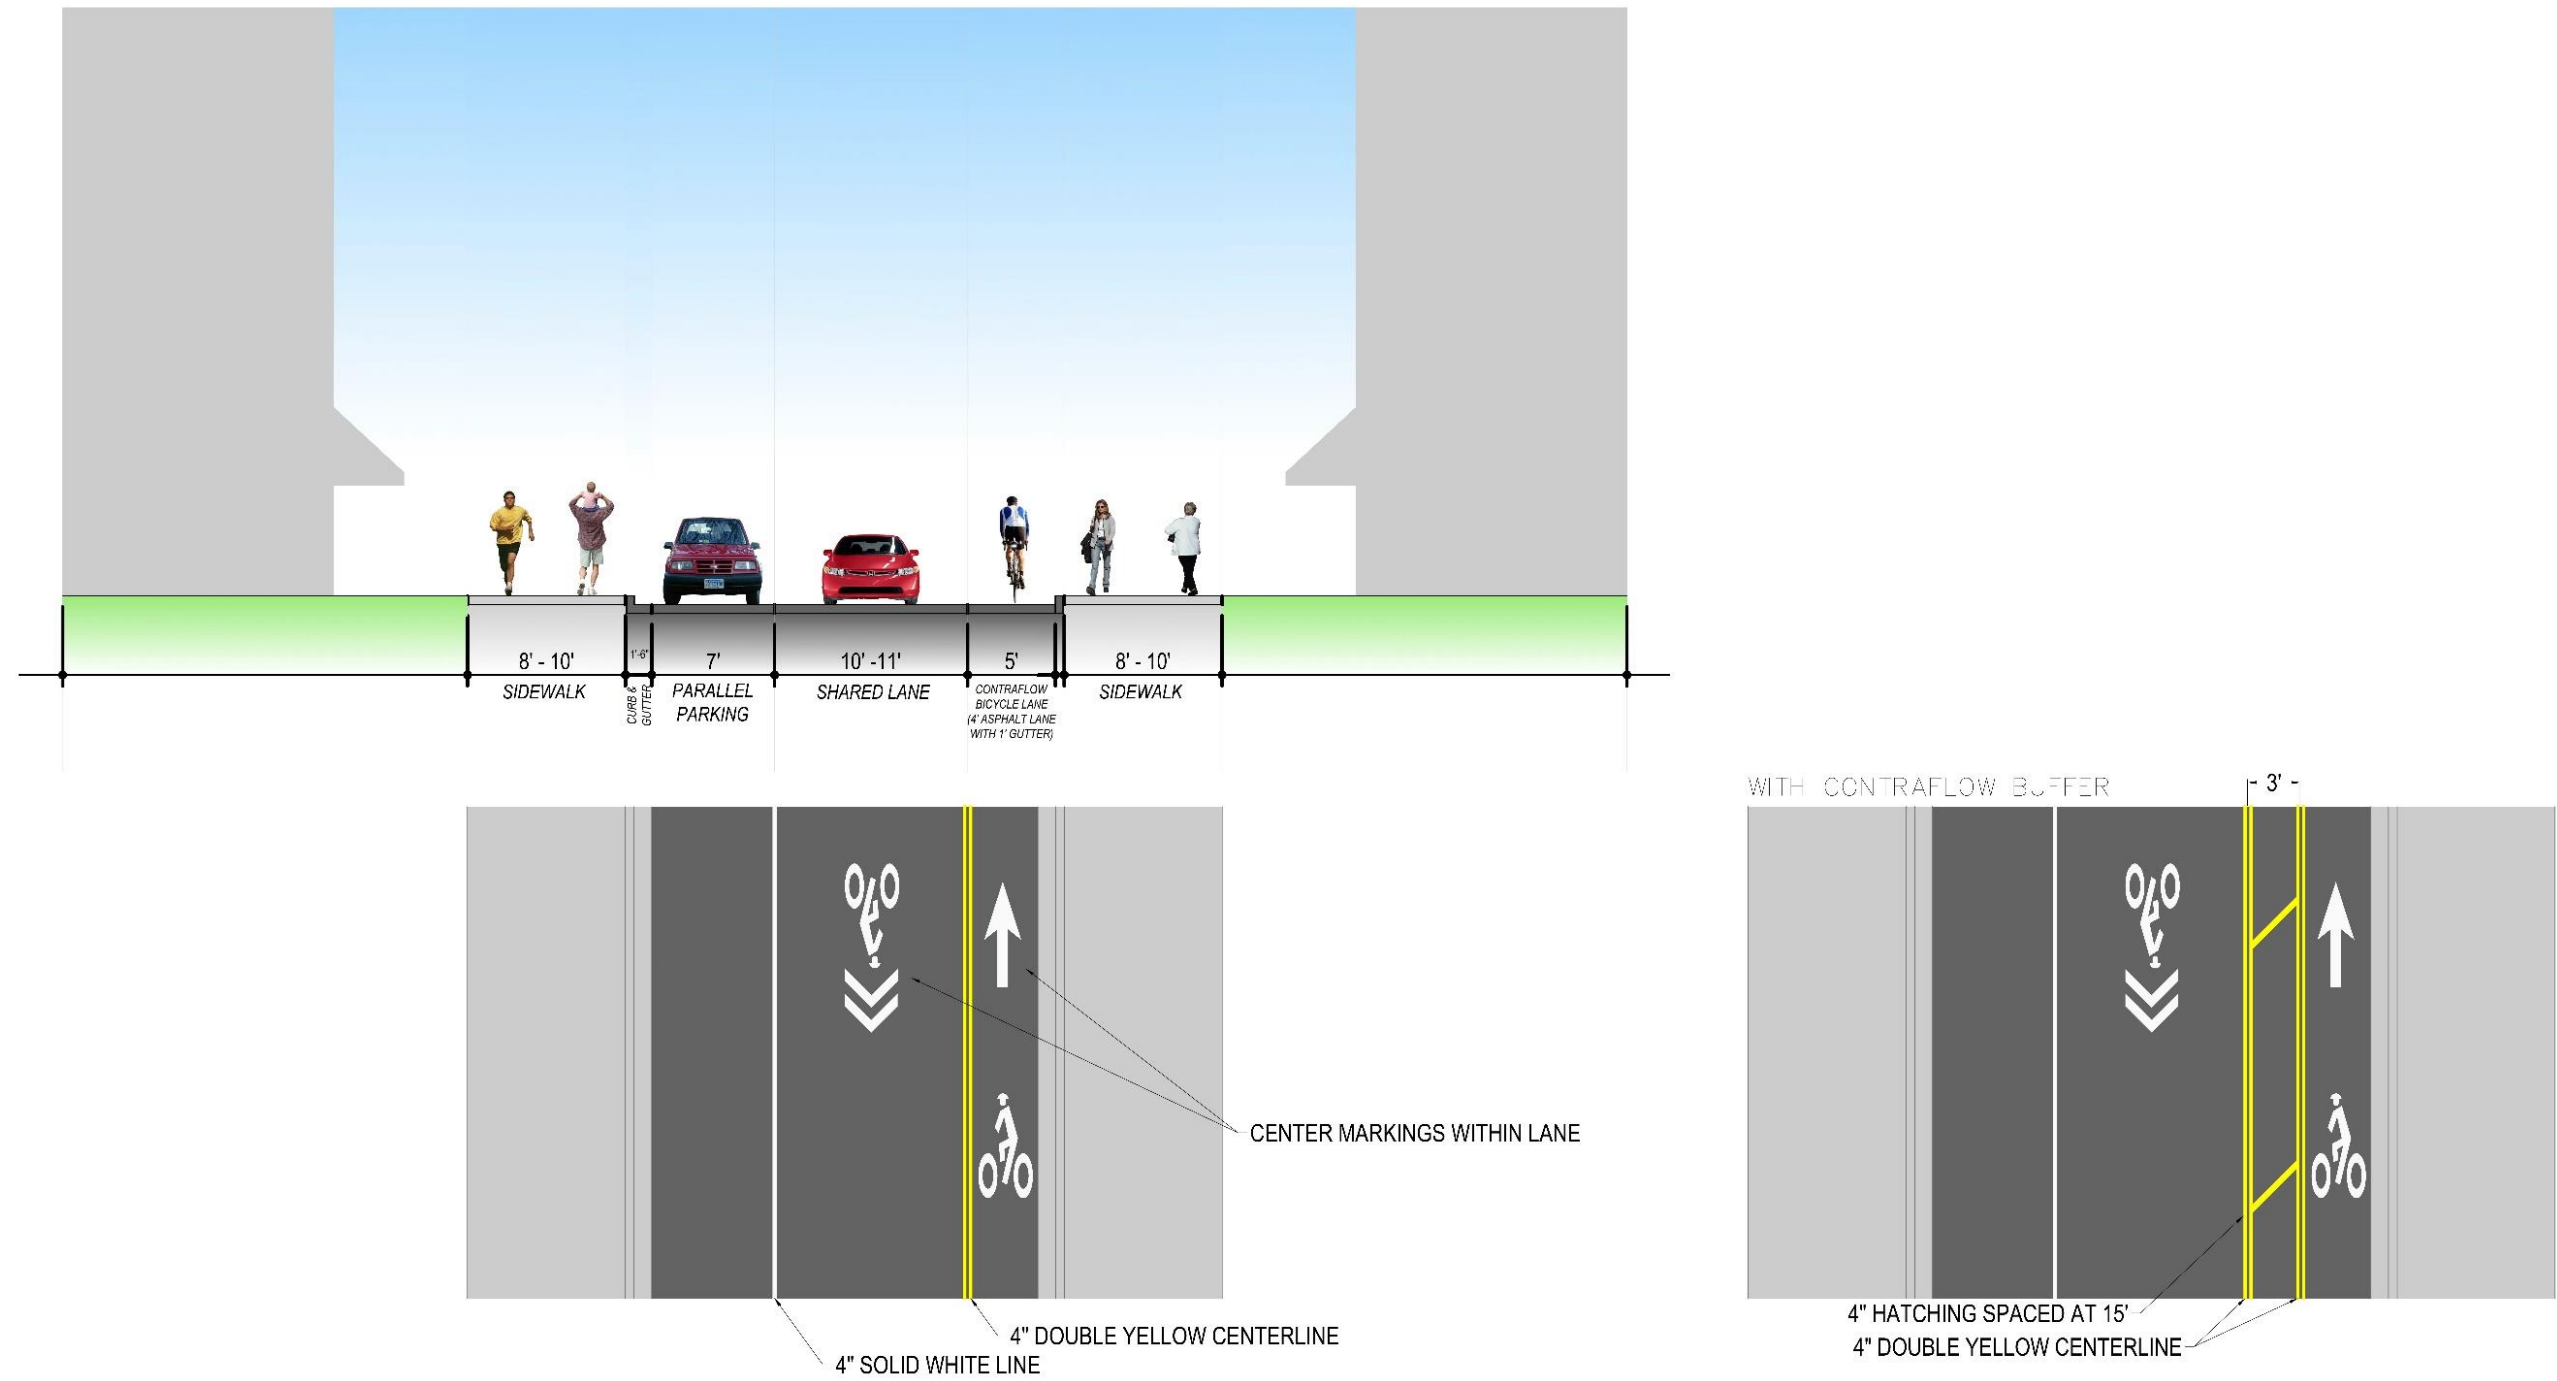 8' - 10'
1'-6"
7'
10' -11'
5'
8' - 10'
SIDEWALK
CURB &
GUTTER
PARALLEL
PARKING
SHARED LANE
CONTRAFLOW
BICYCLE LANE
(4' ASPHALT LANE
WITH 1' GUTTER)
SIDEWALK
WITH CONTRAFLOW BUFFER
3'
CENTER MARKINGS WITHIN LANE
4" DOUBLE YELLOW CENTERLINE
4" SOLID WHITE LINE
4" HATCHING SPACED AT 15'
4" DOUBLE YELLOW CENTERLINE